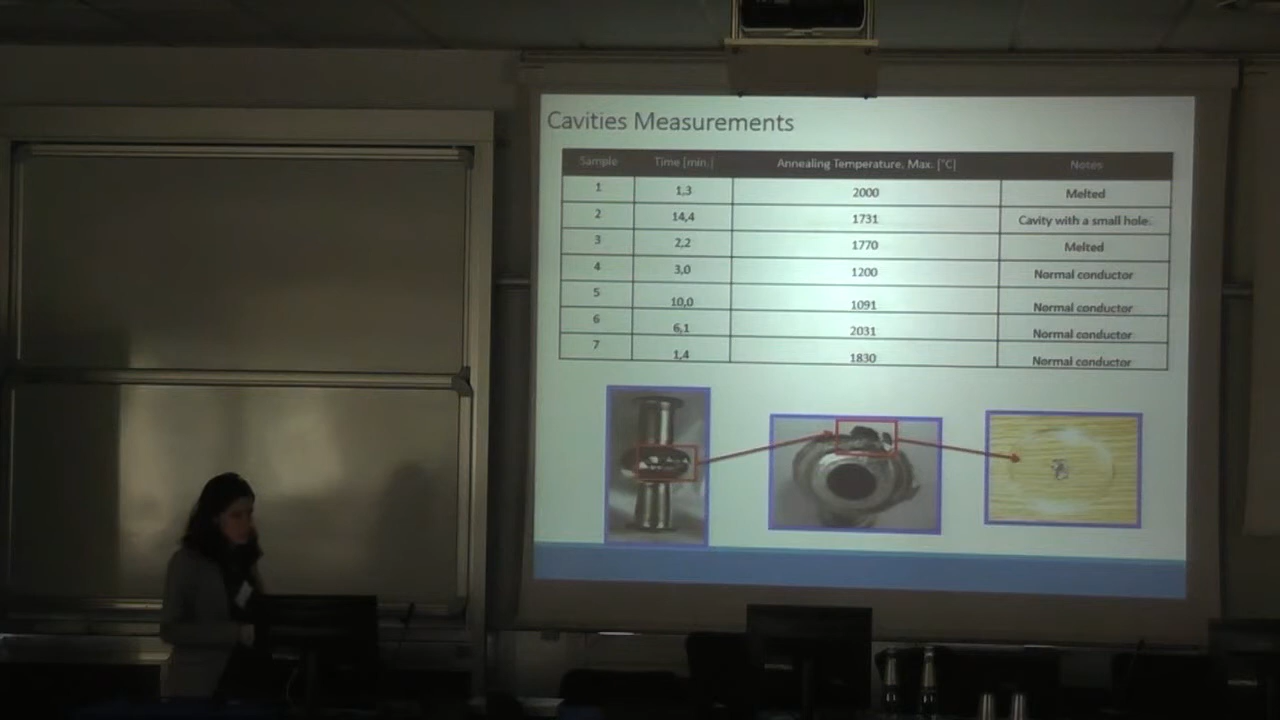 Cavities Measurements
Sample Time [min.] Annealing Temperature. Max. [°C] Notes
1 1,3 2000 Melted
2 14,4 1731 Cavity with a small hole.
3 2,2 1770 Melted
4 3,0 1200 Normal conductor
5 10,0 1091 Normal conductor
6 6,1 2031 Normal conductor
7 1,4 1830 Normal conductor